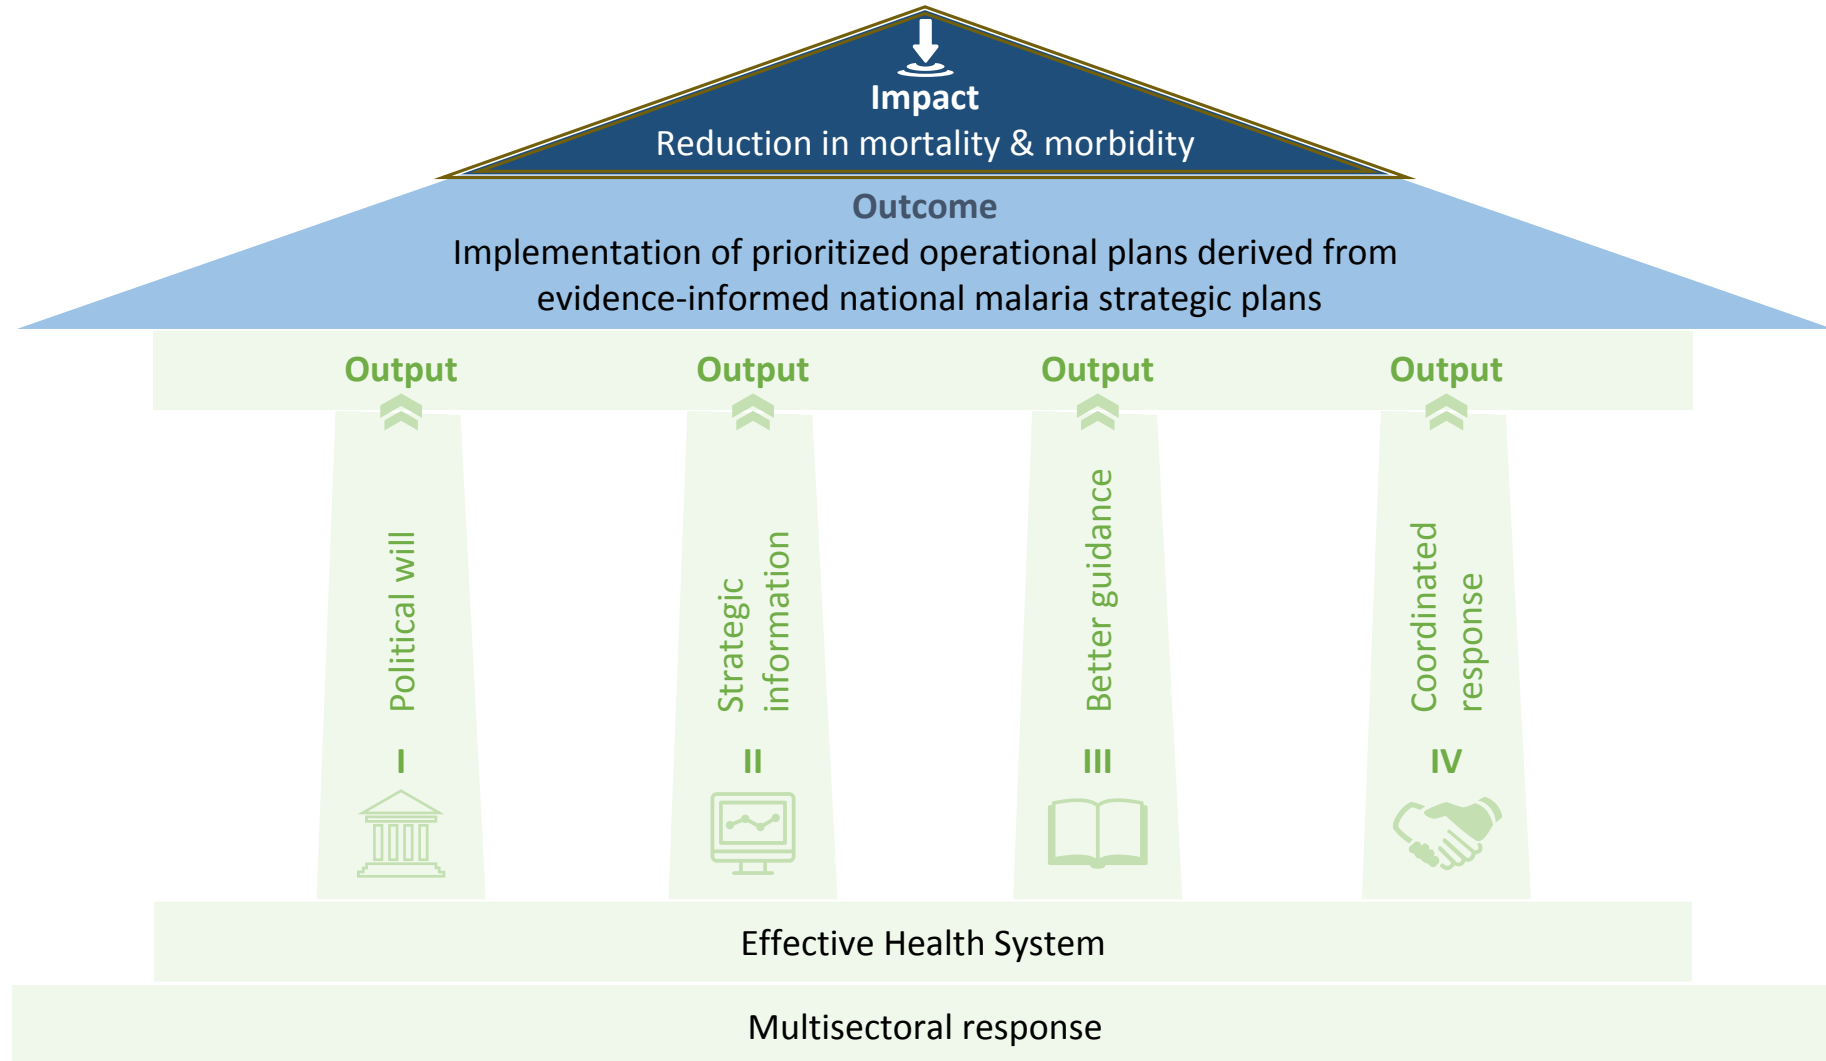 Impact
Reduction in mortality & morbidity
Outcome
Implementation of prioritized operational plans derived from
evidence-informed national malaria strategic plans
Output
Output
Output
Output
Political will
I
Strategic
information
II
Better guidance
III
Coordinated
response
IV
Effective Health System
Multisectoral response